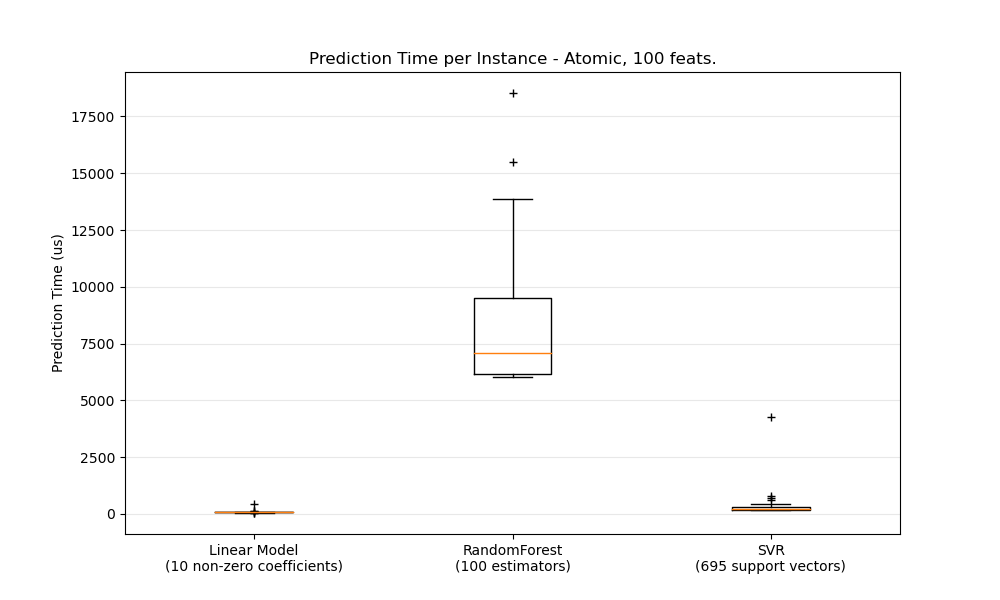 Prediction Time per Instance - Atomic, 100 feats.
Prediction Time (us)
17500
15000
12500
10000
7500
5000
2500
0
Linear Model
(10 non-zero coefficients)
RandomForest
(100 estimators)
SVR
(695 support vectors)